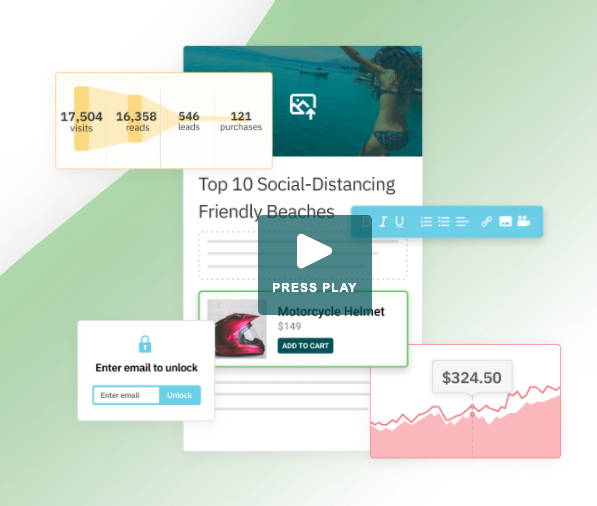 17,504
visits
16,358
reads
546
leads
121
purchases
Top 10 Social-Distancing
Friendly Beaches
B I U
PRESS PLAY
Motorcycle Helmet
$149
ADD TO CART
Enter email to unlock
Enter email
Unlock
$324.50